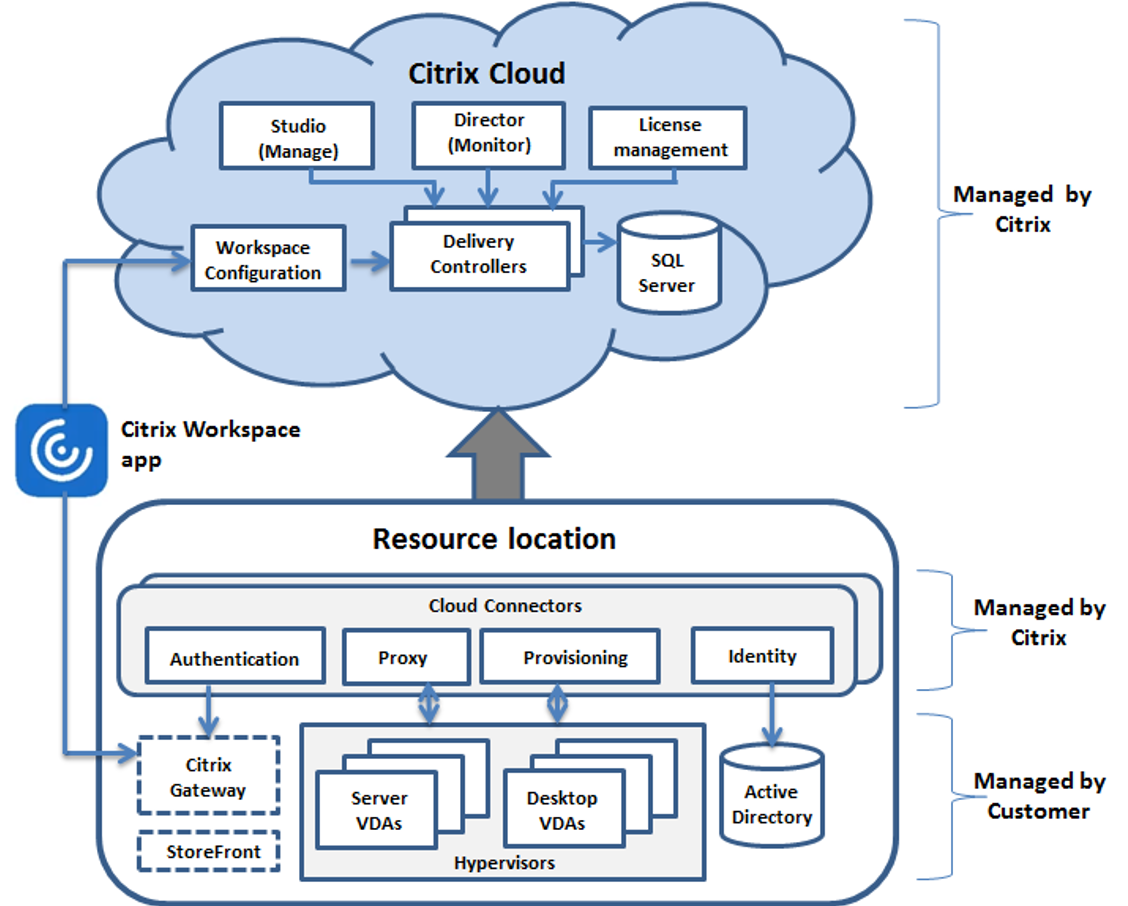 Citrix Cloud
Studio
(Manage)
Director
(Monitor)
License
management
Managed by
Citrix
Workspace
Configuration
Delivery
Controllers
SQL
Server
Citrix Workspace
app
Resource location
Cloud Connectors
Authentication
Proxy
Provisioning
Identity
Managed by
Citrix
Citrix
Gateway
StoreFront
Server
VDAs
Desktop
VDAs
Hypervisors
Active
Directory
Managed by
Customer